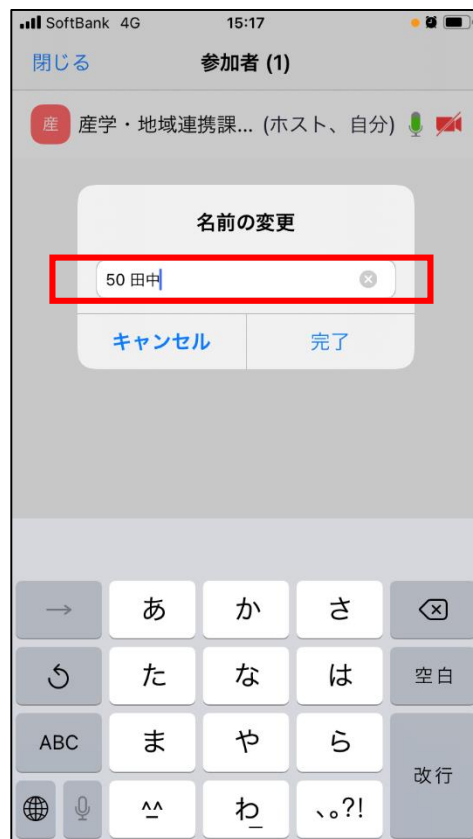 SoftBank 4G 15:17
閉じる 参加者 (1)
産 産学・地域連携課... (ホスト、自分)
名前の変更
50 田中
キャンセル 完了
→ あ か さ
た な は 空白
ABC ま や ら
改行
^^ わ_ 、。?!